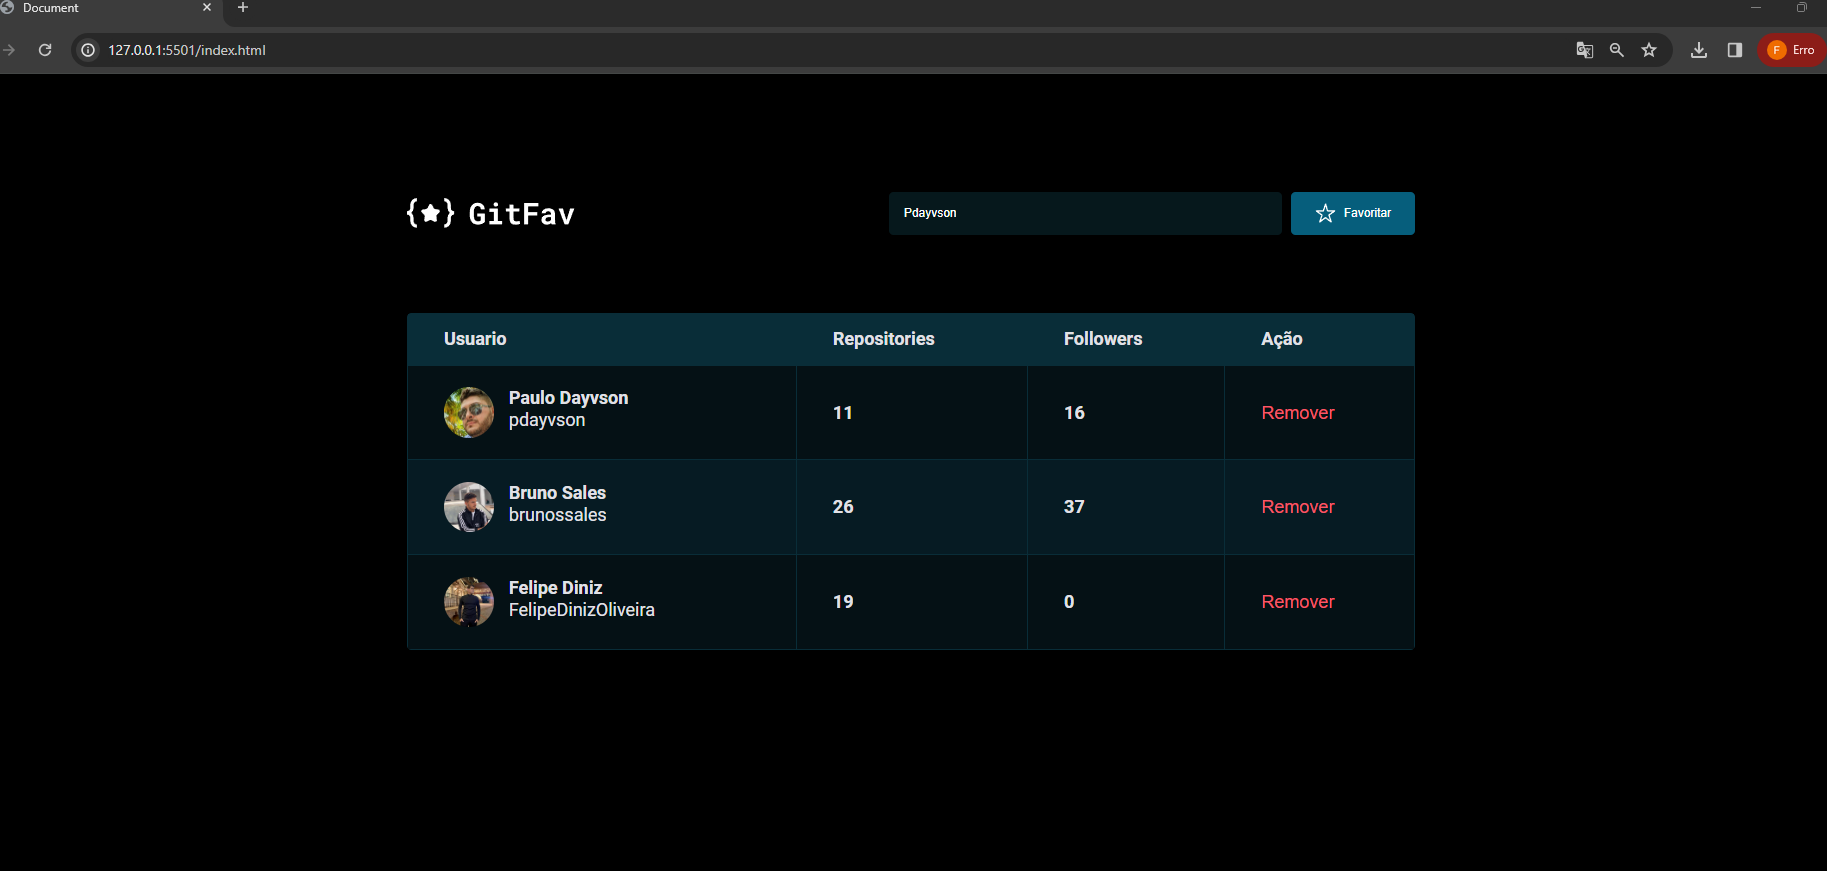 Document
127.0.0.1:5501/index.html
F Erro
{★} GitFav
Pdayvson
Favoritar
Usuario Repositories Followers Ação
Paulo Dayvson
pdayvson
11 16 Remover
Bruno Sales
brunossales
26 37 Remover
Felipe Diniz
FelipeDinizOliveira
19 0 Remover